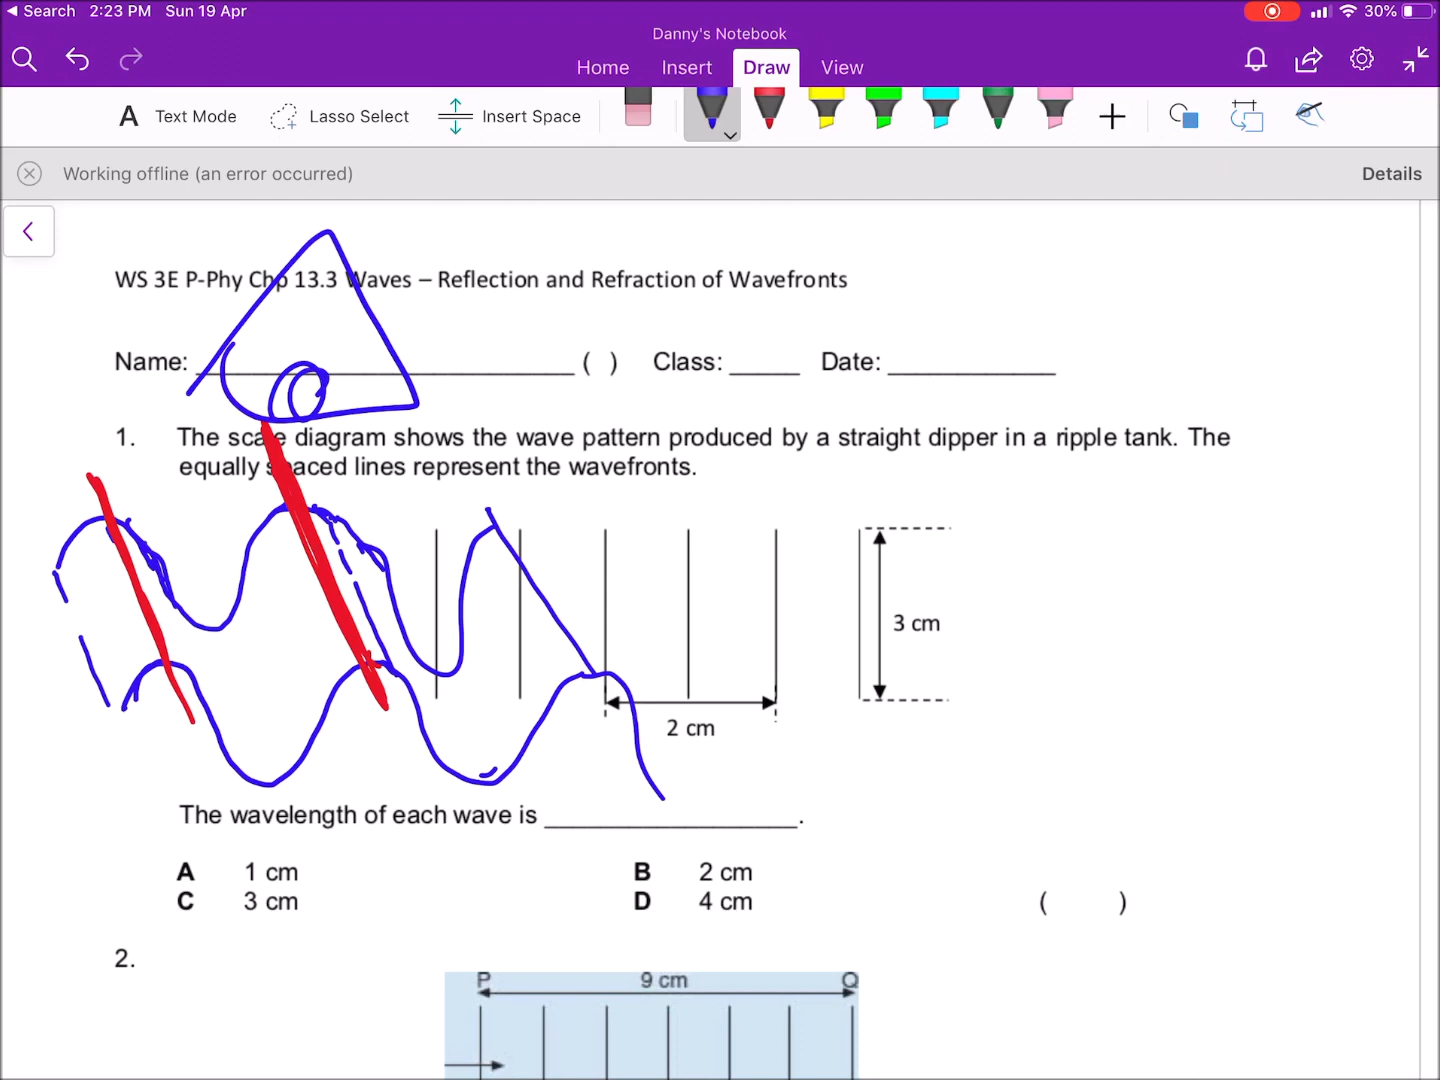 Search 2:23 PM Sun 19 Apr 30%
Danny's Notebook
Home Insert Draw View
A Text Mode Lasso Select Insert Space
Working offline (an error occurred) Details
WS 3E P-Phy Chp 13.3 Waves – Reflection and Refraction of Wavefronts
Name: ( ) Class: Date:
1. The scale diagram shows the wave pattern produced by a straight dipper in a ripple tank. The
equally spaced lines represent the wavefronts.
3 cm
2 cm
The wavelength of each wave is .
A 1 cm B 2 cm
C 3 cm D 4 cm ( )
2.
P 9 cm Q